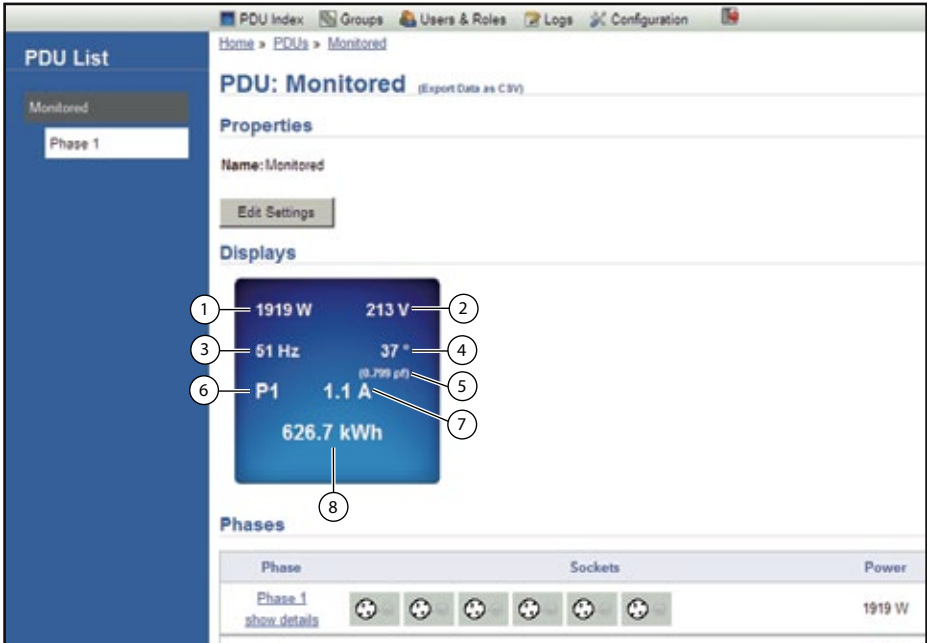 PDU Index Groups Users & Roles Logs Configuration
Home » PDUs » Monitored
PDU List
PDU: Monitored (Export Data as CSV)
Monitored
Properties
Phase 1
Name: Monitored
Edit Settings
Displays
1 1919 W 213 V 2
3 51 Hz 37 ° 4
(0.799 pf) 5
6 P1 1.1 A 7
626.7 kWh
8
Phases
Phase Sockets Power
Phase 1
show details
1919 W